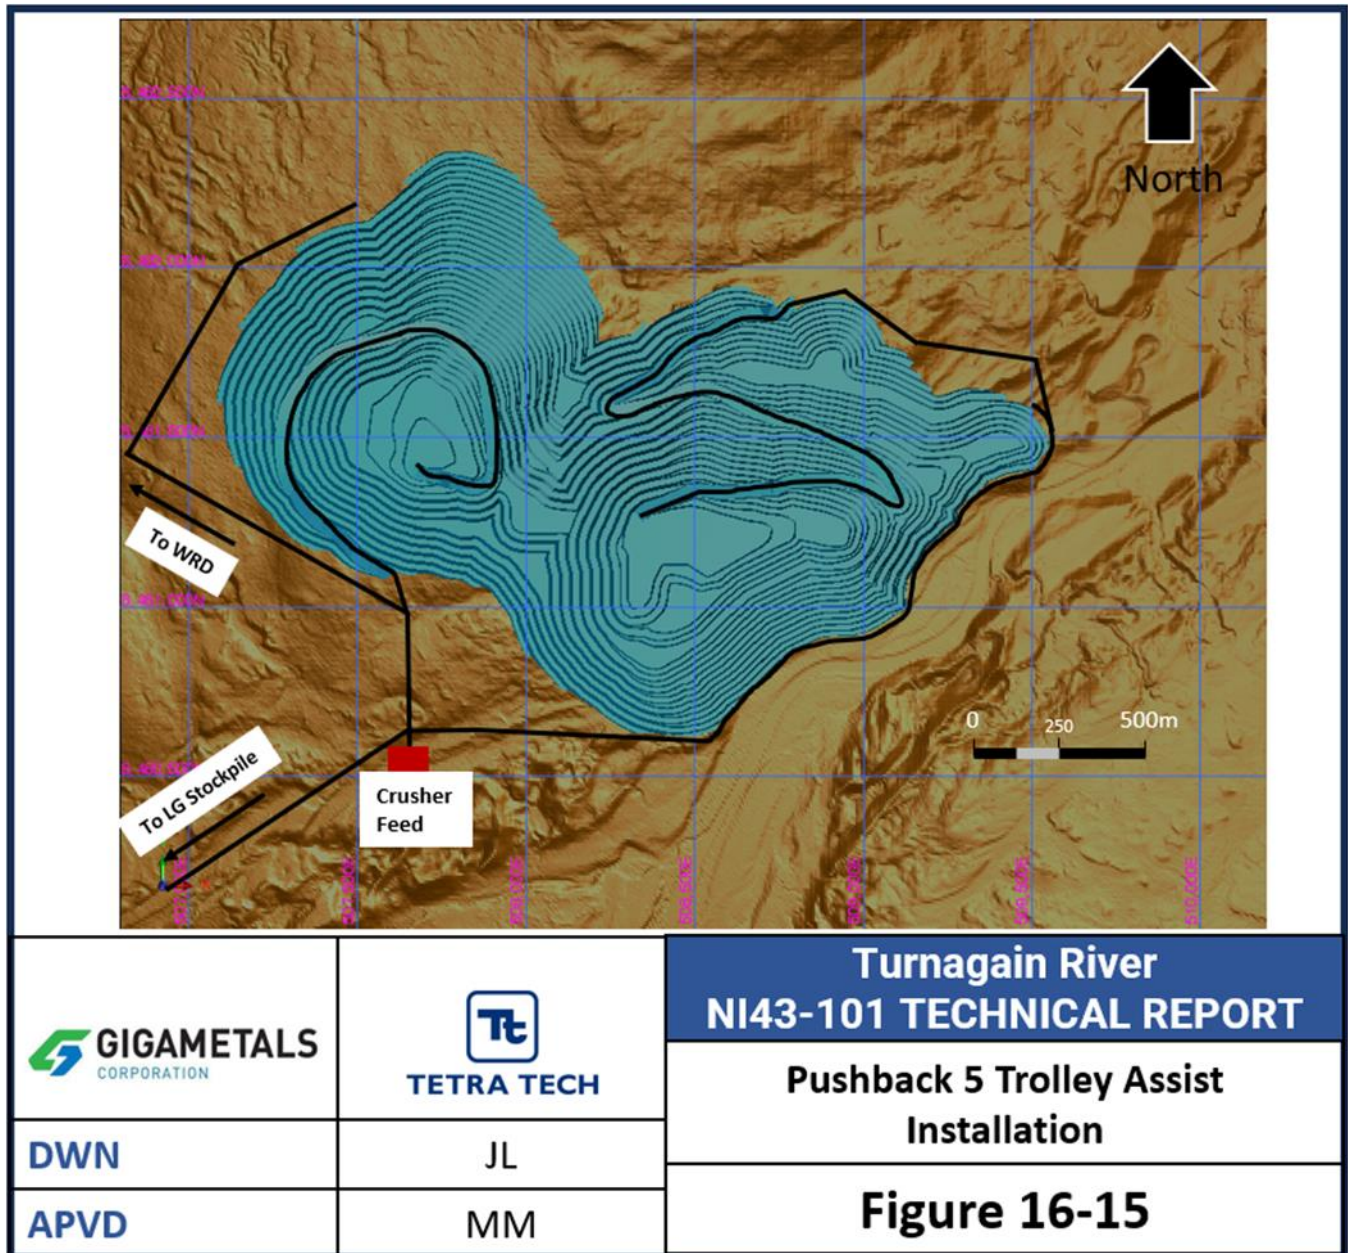 North
To WRD
0 250 500m
To LG Stockpile
Crusher
Feed
GIGAMETALS
CORPORATION
Tt
TETRA TECH
Turnagain River
NI43-101 TECHNICAL REPORT
Pushback 5 Trolley Assist
Installation
DWN JL
APVD MM
Figure 16-15